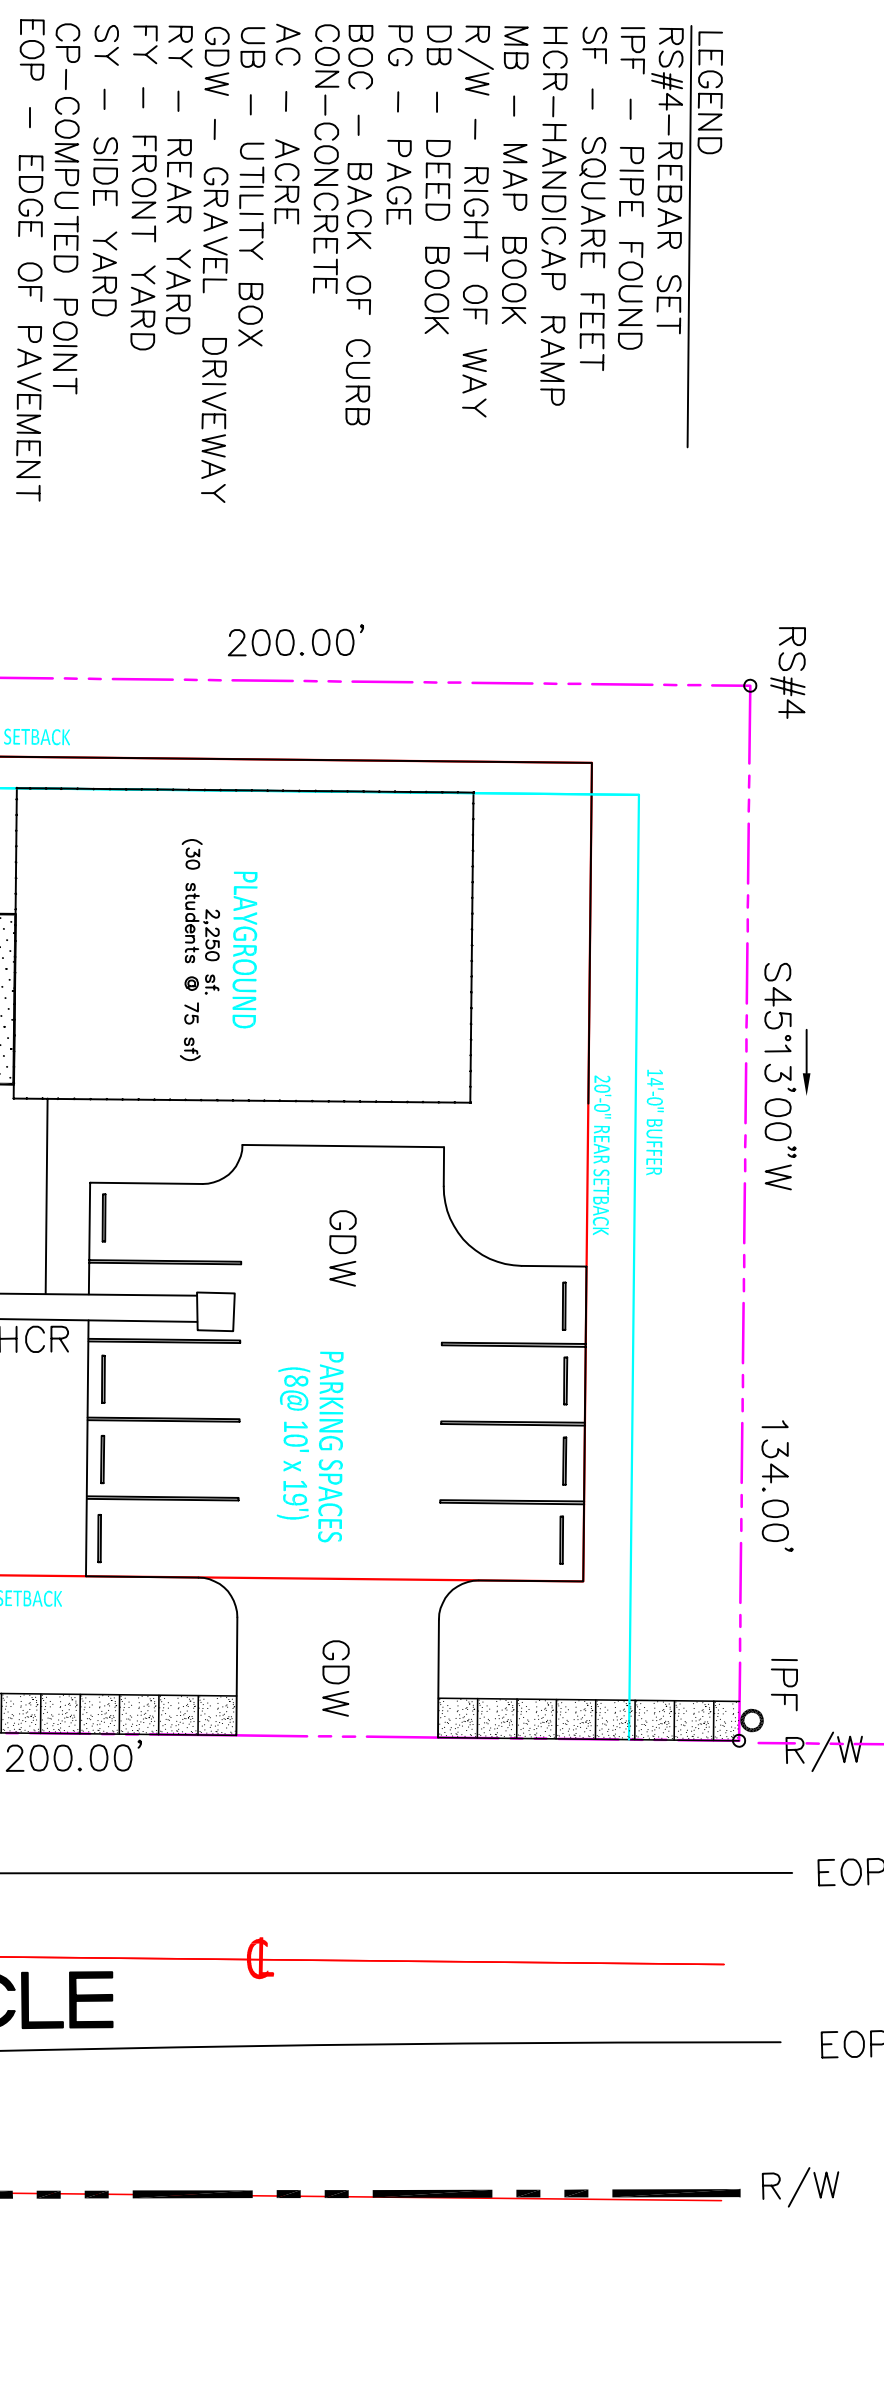 LEGEND
RS#4-REBAR SET
IPF - PIPE FOUND
SF - SQUARE FEET
HCR-HANDICAP RAMP
MB - MAP BOOK
R/W - RIGHT OF WAY
DB - DEED BOOK
PG - PAGE
BOC - BACK OF CURB
CON-CONCRETE
AC - ACRE
UB - UTILITY BOX
GDW - GRAVEL DRIVEWAY
RY - REAR YARD
FY - FRONT YARD
SY - SIDE YARD
CP-COMPUTED POINT
EOP - EDGE OF PAVEMENT
200.00'
RS#4
SETBACK
PLAYGROUND
2,250 sf.
(30 students @ 75 sf)
S45°13'00"W
14'-0" BUFFER
20'-0" REAR SETBACK
GDW
HCR
PARKING SPACES
(8@ 10' x 19')
134.00'
SETBACK
GDW
IPF
R/W
200.00'
EOP
CLE
EOP
R/W